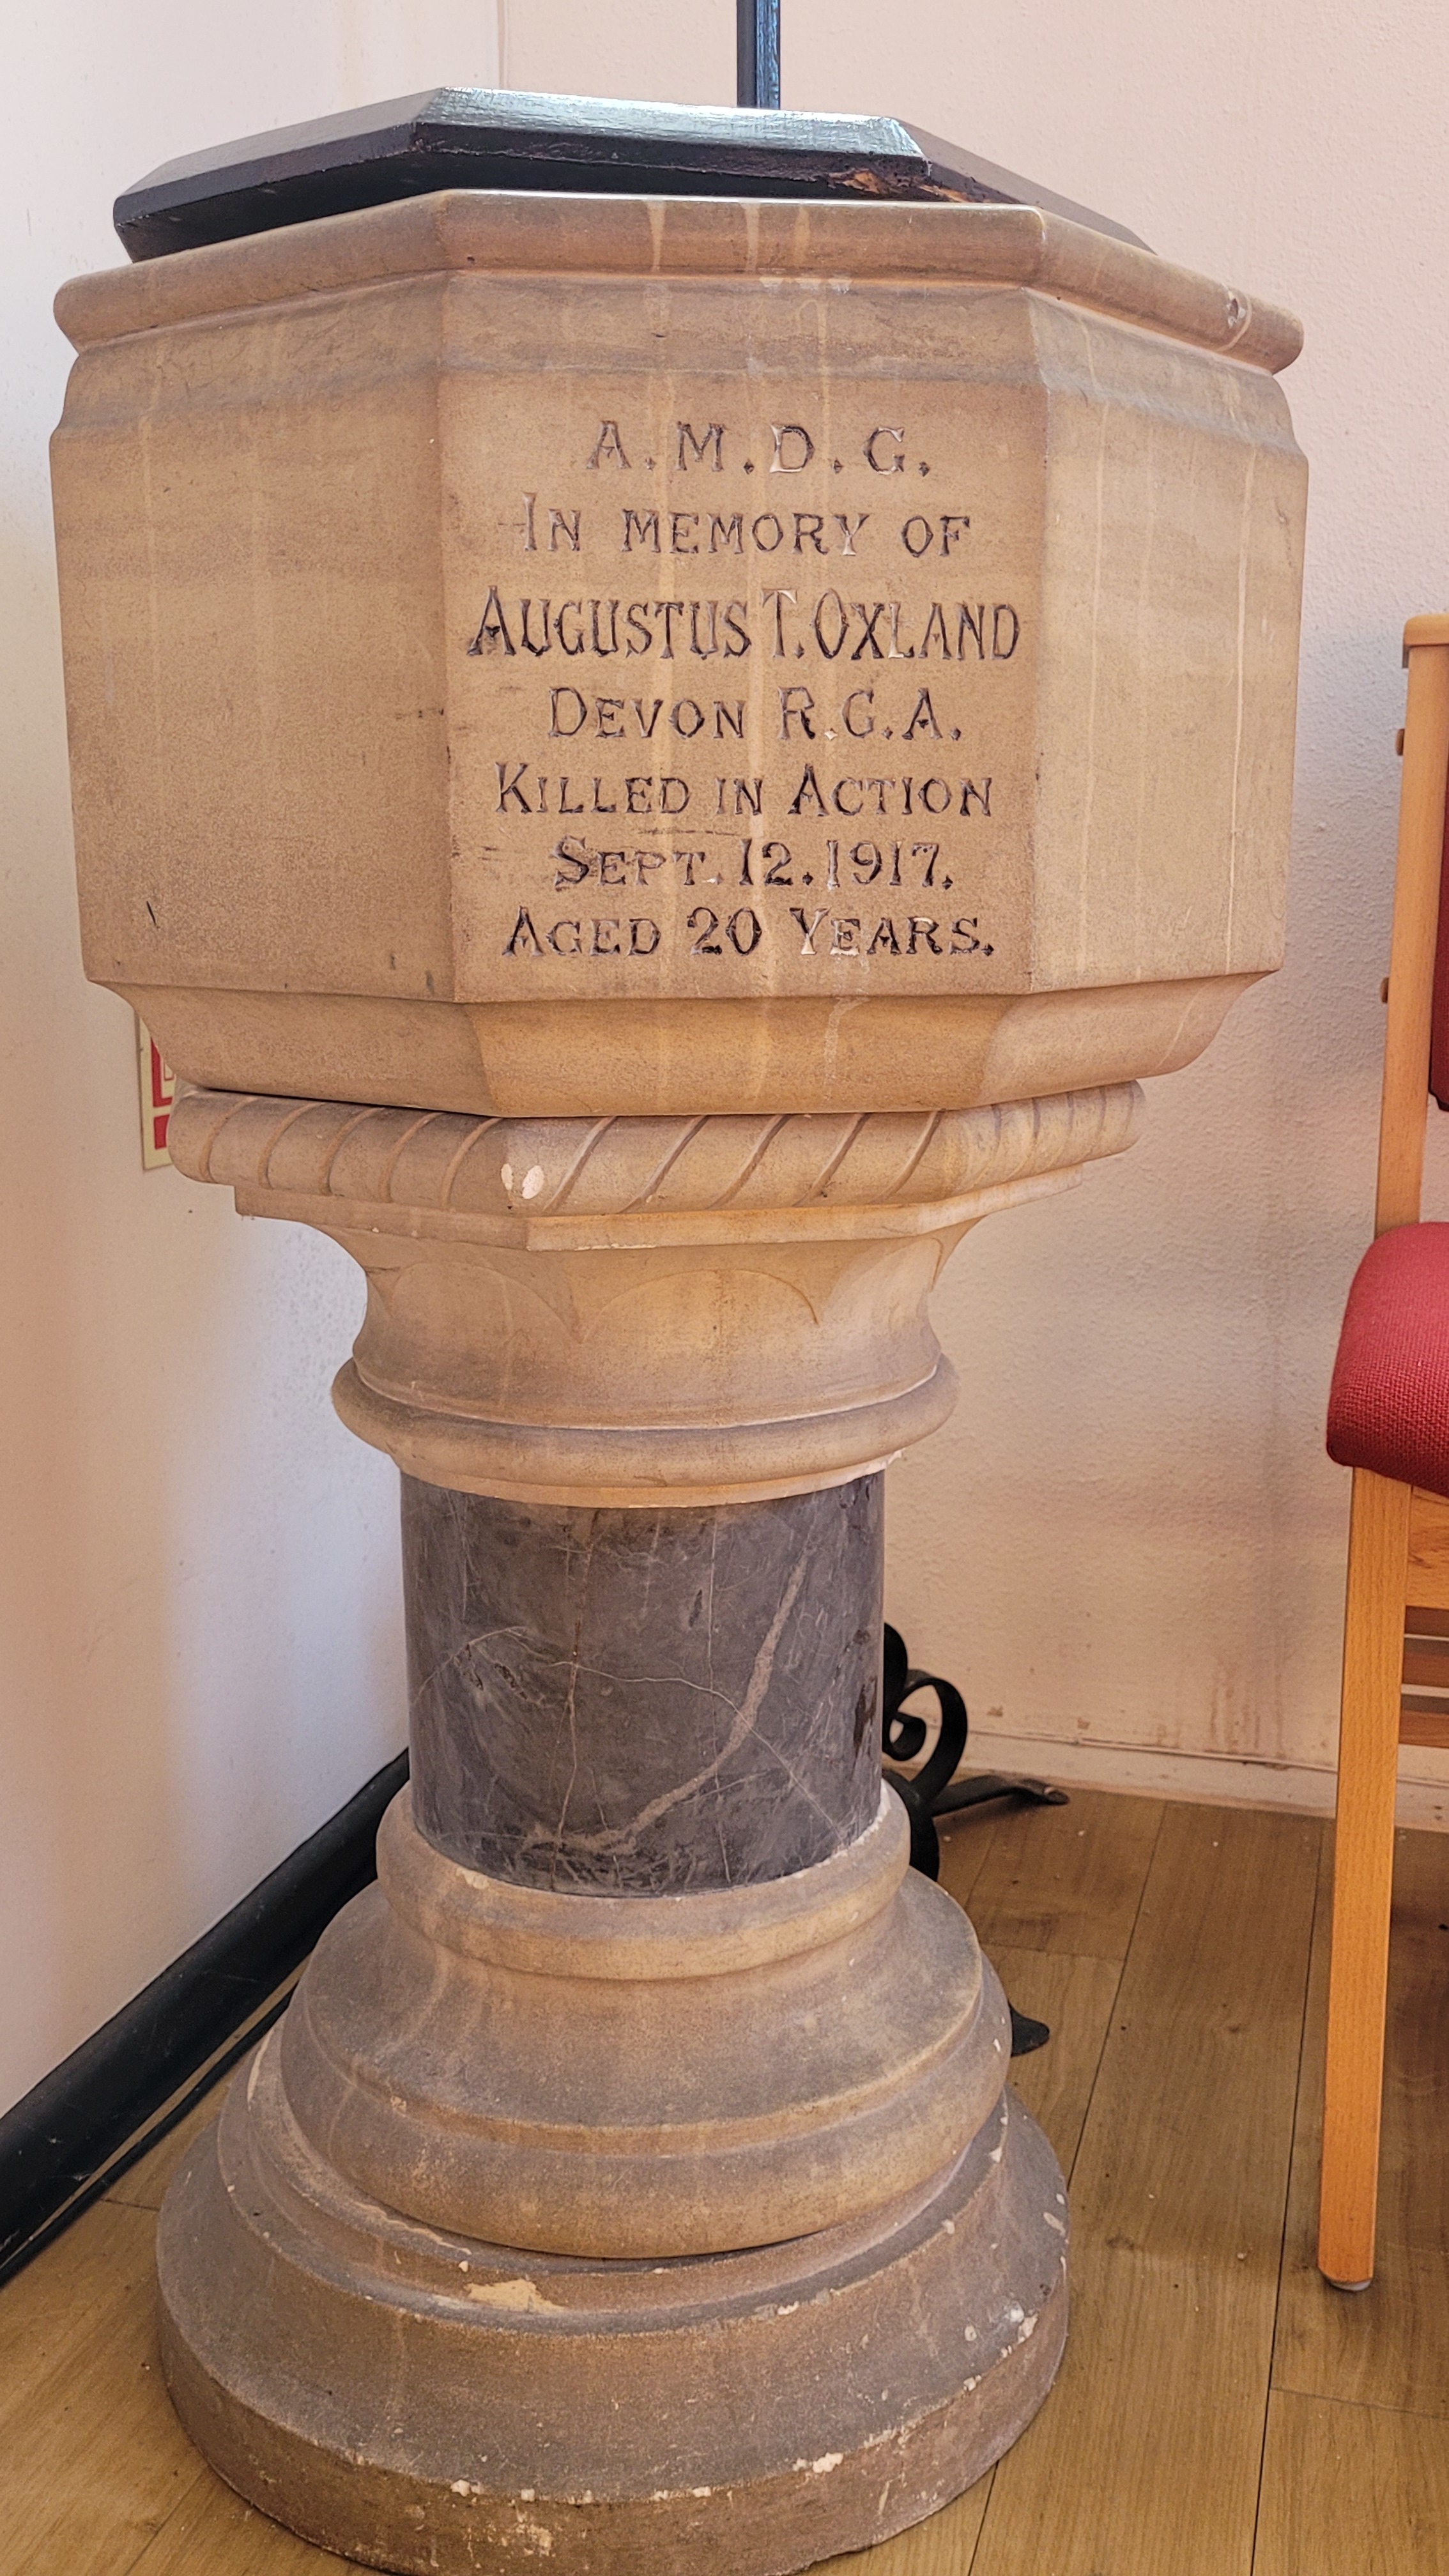 A.M.D.G.
IN MEMORY OF
AUGUSTUS T. OXLAND
DEVON R.G.A.
KILLED IN ACTION
SEPT. 12. 1917.
AGED 20 YEARS.